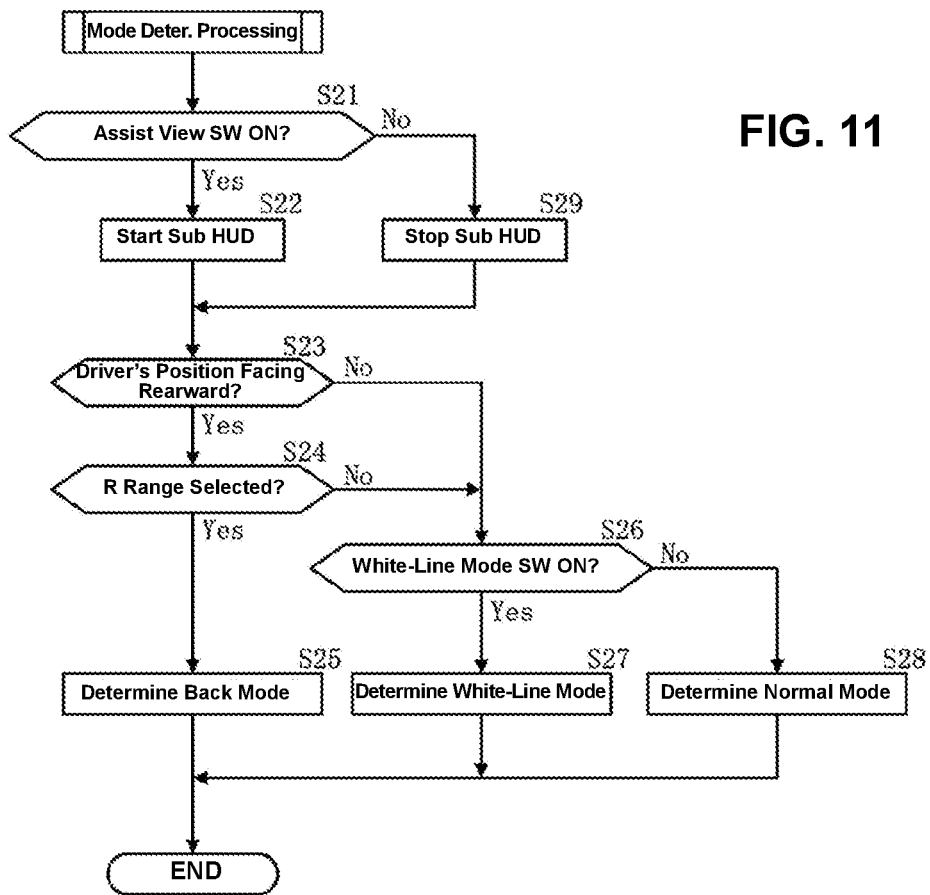 Mode Deter. Processing
FIG. 11
S21
Assist View SW ON?
No
Yes
S22
Start Sub HUD
S29
Stop Sub HUD
S23
Driver's Position Facing
Rearward?
No
Yes
S24
R Range Selected?
No
Yes
S26
White-Line Mode SW ON?
No
Yes
S25
Determine Back Mode
S27
Determine White-Line Mode
S28
Determine Normal Mode
END